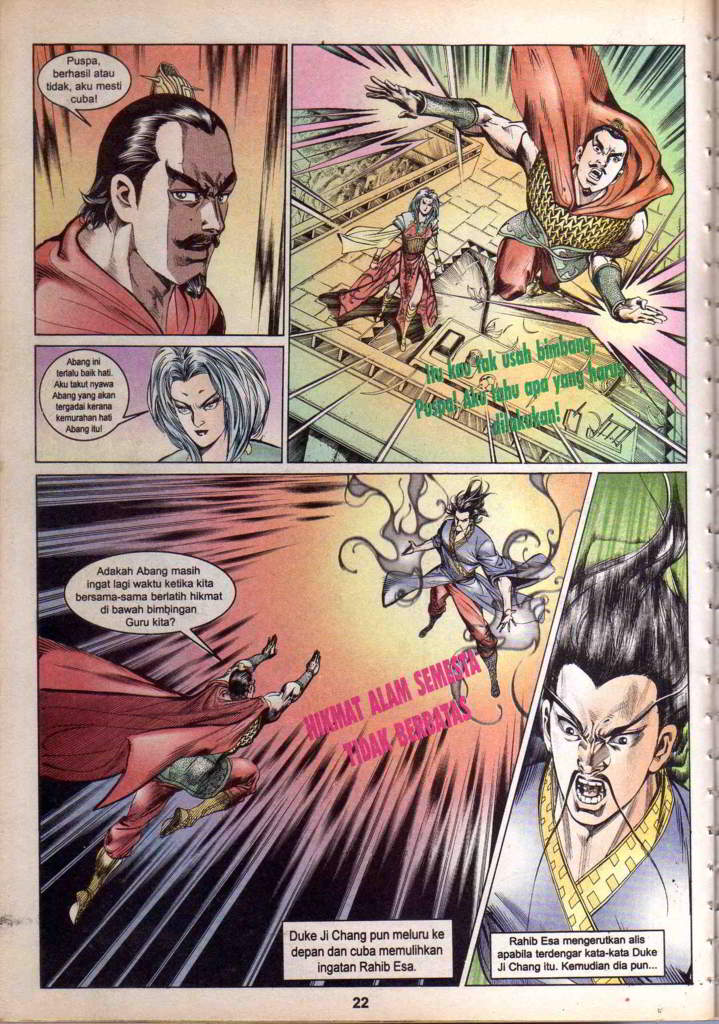 Puspa,
berhasil atau
tidak, aku mesti
cuba!
Itu kau tak usah bimbang,
Puspa! Aku tahu apa yang harus
dilakukan!
Abang ini
terlalu baik hati.
Aku takut nyawa
Abang yang akan
tergadai kerana
kemurahan hati
Abang itu!
Adakah Abang masih
ingat lagi waktu ketika kita
bersama-sama berlatih hikmat
di bawah bimbingan
Guru kita?
HIKMAT ALAM SEMESTA
TIDAK BERBATAS
Duke Ji Chang pun meluru ke
depan dan cuba memulihkan
ingatan Rahib Esa.
Rahib Esa mengerutkan alis
apabila terdengar kata-kata Duke
Ji Chang itu. Kemudian dia pun...
22